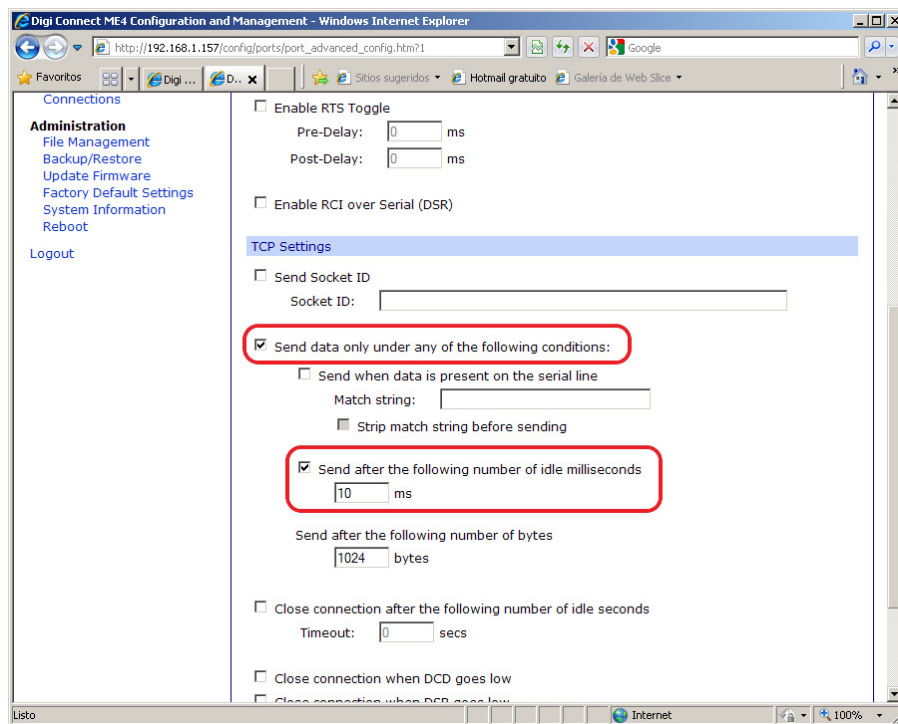 Digi Connect ME4 Configuration and Management - Windows Internet Explorer
http://192.168.1.157/config/ports/port_advanced_config.htm?1
Google
Favoritos
Digi ...
D..
Sitios sugeridos
Hotmail gratuito
Galería de Web Slice
»
Connections
Administration
File Management
Backup/Restore
Update Firmware
Factory Default Settings
System Information
Reboot
Logout
Enable RTS Toggle
Pre-Delay: 0 ms
Post-Delay: 0 ms
Enable RCI over Serial (DSR)
TCP Settings
Send Socket ID
Socket ID:
Send data only under any of the following conditions:
Send when data is present on the serial line
Match string:
Strip match string before sending
Send after the following number of idle milliseconds
10 ms
Send after the following number of bytes
1024 bytes
Close connection after the following number of idle seconds
Timeout: 0 secs
Close connection when DCD goes low
Close connection when DSR goes low
Listo
Internet
100%